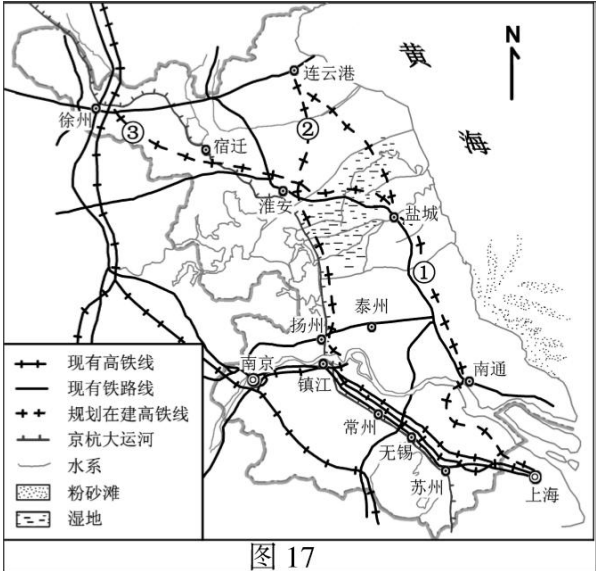 黄
海
N
连云港
徐州
③
②
宿迁
淮安
盐城
①
泰州
扬州
南京
镇江
南通
常州
无锡
苏州
上海
现有高铁线
现有铁路线
规划在建高铁线
京杭大运河
水系
粉砂滩
湿地
图 17